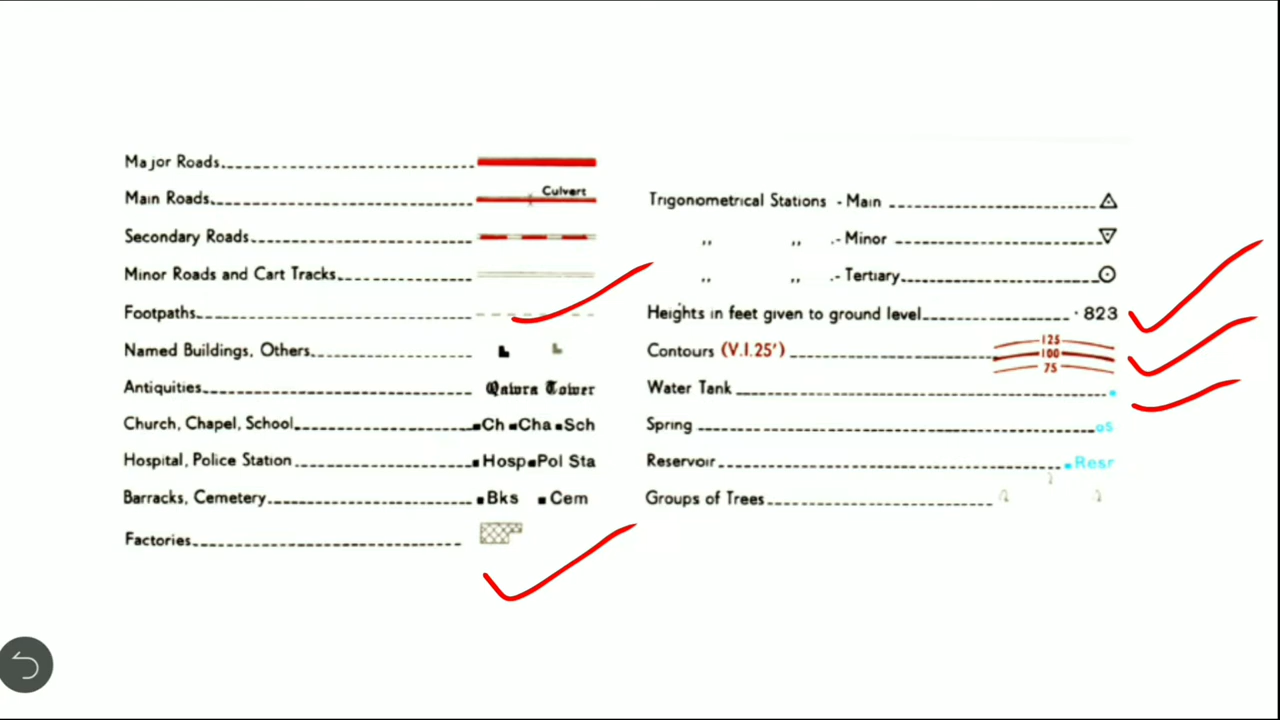 Major Roads
Main Roads Culvert
Secondary Roads
Minor Roads and Cart Tracks
Footpaths
Named Buildings, Others
Antiquities Qawra Tower
Church, Chapel, School Ch Cha Sch
Hospital, Police Station Hosp Pol Sta
Barracks, Cemetery Bks Cem
Factories
Trigonometrical Stations - Main
,, ,, - Minor
,, ,, - Tertiary
Heights in feet given to ground level · 823
Contours (V.I.25') 125 100 75
Water Tank
Spring S
Reservoir Resr
Groups of Trees